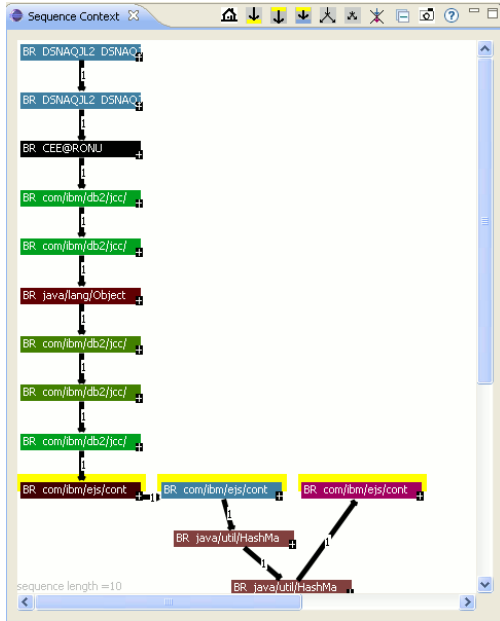 Sequence Context
BR DSNAQJL2 DSNAQJ
1
BR DSNAQJL2 DSNAQJ
1
BR CEE@RONU
1
BR com/ibm/db2/jcc/
1
BR com/ibm/db2/jcc/
1
BR java/lang/Object
1
BR com/ibm/db2/jcc/
1
BR com/ibm/db2/jcc/
1
BR com/ibm/db2/jcc/
1
BR com/ibm/ejs/cont 1 BR com/ibm/ejs/cont BR com/ibm/ejs/cont
1
BR java/util/HashMa
1 1
sequence length =10 BR java/util/HashMa